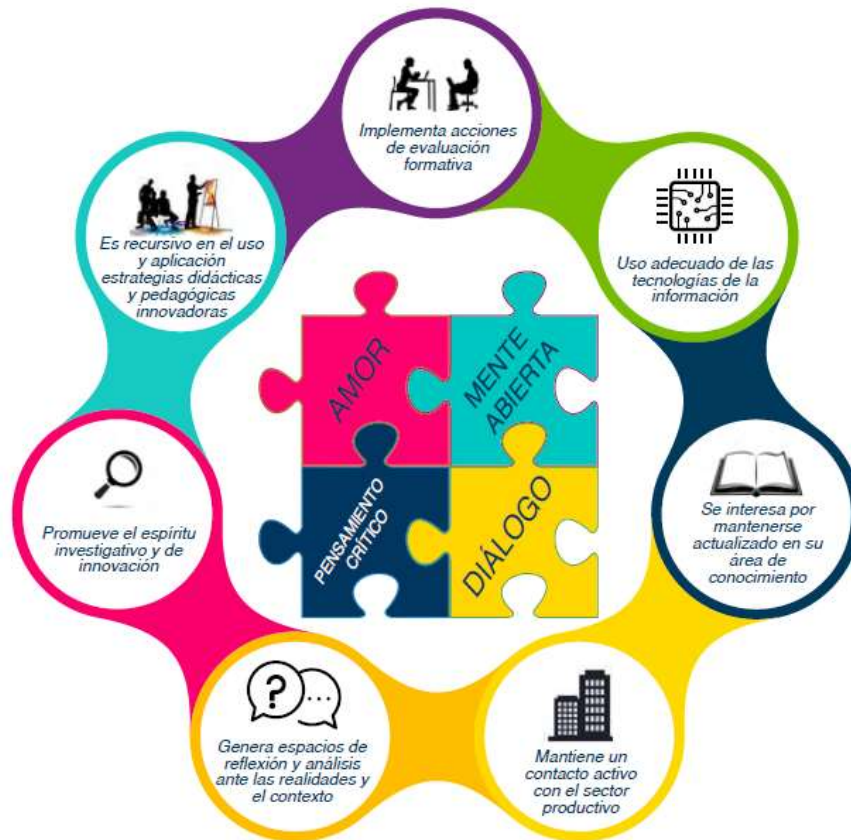 Implementa acciones
de evaluación
formativa
Uso adecuado de las
tecnologías de la
información
Se interesa por
mantenerse
actualizado en su
área de
conocimiento
Mantiene un
contacto activo
con el sector
productivo
Genera espacios de
reflexión y análisis
ante las realidades y
el contexto
Promueve el espíritu
investigativo y de
innovación
Es recursivo en el uso
y aplicación
estrategias didácticas
y pedagógicas
innovadoras
AMOR
MENTE
ABIERTA
PENSAMIENTO
CRÍTICO
DIÁLOGO